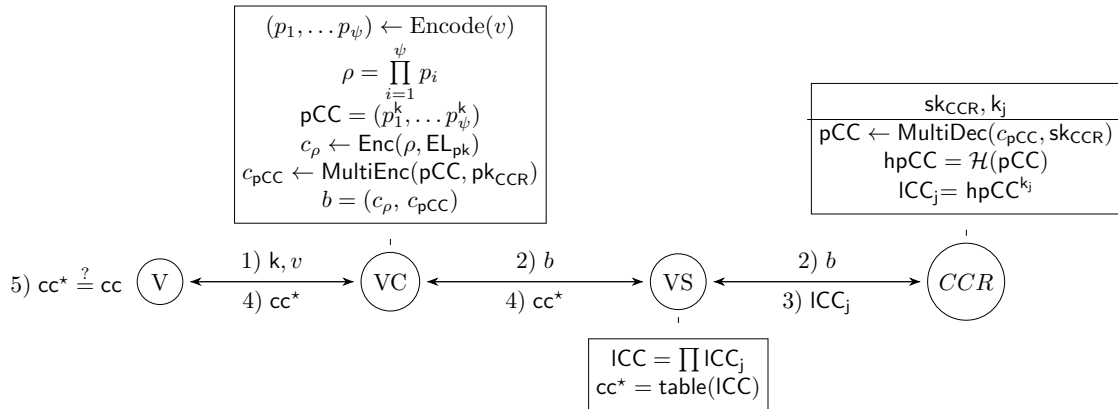 (p₁, … p_ψ) ← Encode(v)
ρ = ∏_{i=1}^{ψ} p_i
pCC = (p₁^k, … p_ψ^k)
c_ρ ← Enc(ρ, EL_pk)
c_pCC ← MultiEnc(pCC, pk_CCR)
b = (c_ρ, c_pCC)
sk_CCR, k_j
pCC ← MultiDec(c_pCC, sk_CCR)
hpCC = ℋ(pCC)
lCC_j = hpCC^{k_j}
1) k, v
2) b
2) b
5) cc⋆ ≟ cc
V
VC
VS
CCR
4) cc⋆
4) cc⋆
3) lCC_j
lCC = ∏ lCC_j
cc⋆ = table(lCC)